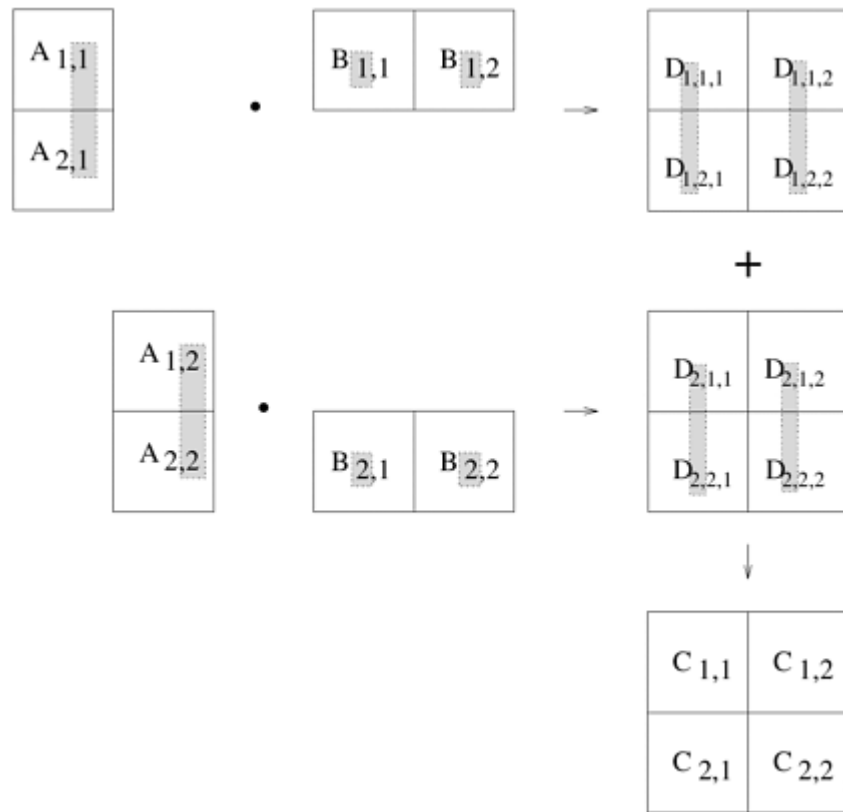 A 1,1 • B 1,1 B 1,2 → D1,1,1 D1,1,2
A 2,1 D1,2,1 D1,2,2
+
A 1,2 • D2,1,1 D2,1,2
A 2,2 B 2,1 B 2,2 → D2,2,1 D2,2,2
↓
C 1,1 C 1,2
C 2,1 C 2,2